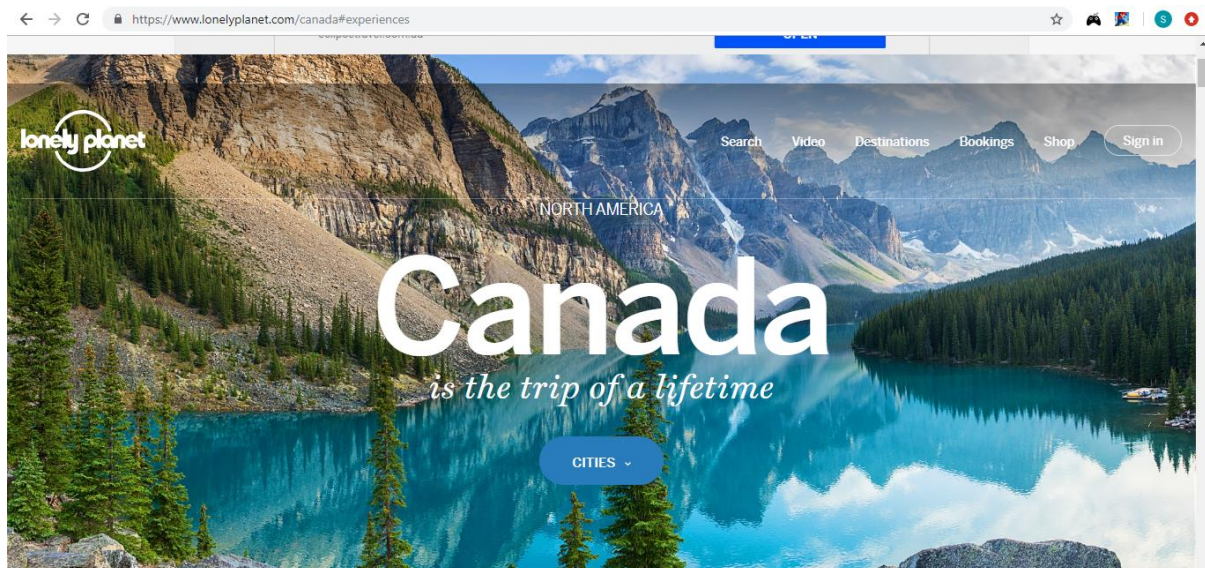 https://www.lonelyplanet.com/canada#experiences
OPEN
lonely planet
Search Video Destinations Bookings Shop Sign in
NORTH AMERICA
Canada
is the trip of a lifetime
CITIES
S